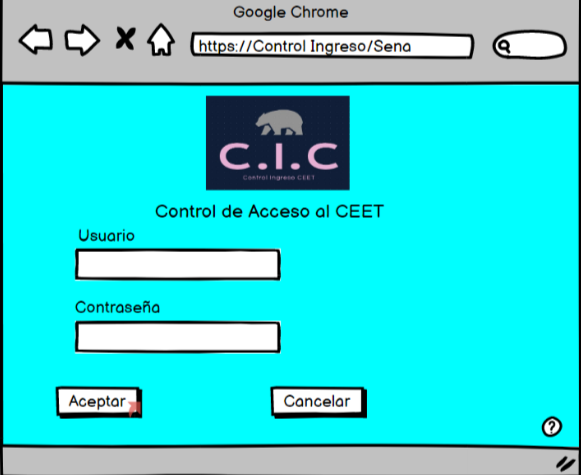 Google Chrome
https://Control Ingreso/Sena
C.I.C
Control Ingreso CEET
Control de Acceso al CEET
Usuario
Contraseña
Aceptar
Cancelar
?